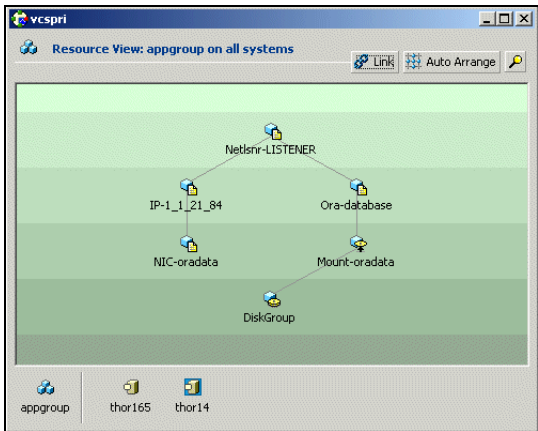 vcspri
Resource View: appgroup on all systems
Link
Auto Arrange
Netlsnr-LISTENER
IP-1_1_21_84
Ora-database
NIC-oradata
Mount-oradata
DiskGroup
appgroup
thor165
thor14